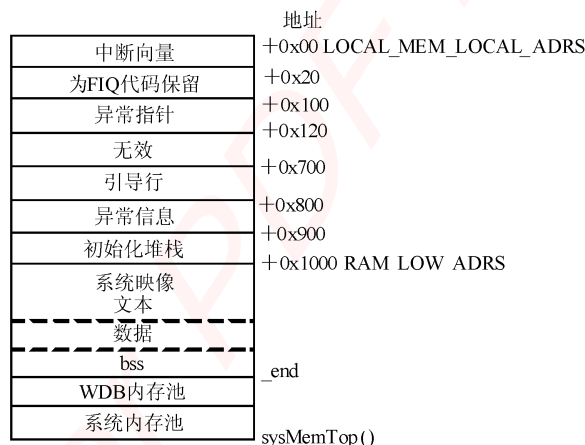 地址
中断向量 +0x00 LOCAL_MEM_LOCAL_ADRS
为FIQ代码保留 +0x20
异常指针 +0x100
+0x120
无效
引导行 +0x700
异常信息 +0x800
初始化堆栈 +0x900
系统映像 +0x1000 RAM LOW ADRS
文本
数据
bss
_end
WDB内存池
系统内存池
sysMemTop()